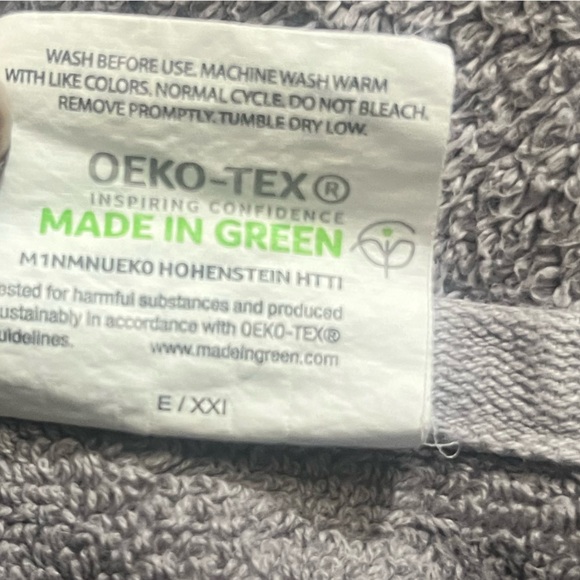 WASH BEFORE USE. MACHINE WASH WARM
WITH LIKE COLORS. NORMAL CYCLE. DO NOT BLEACH.
REMOVE PROMPTLY. TUMBLE DRY LOW.
OEKO-TEX®
INSPIRING CONFIDENCE
MADE IN GREEN
M1NMNUEK0 HOHENSTEIN HTTI
ested for harmful substances and produced
ustainably in accordance with OEKO-TEX®
uidelines. www.madeingreen.com
E / XXI